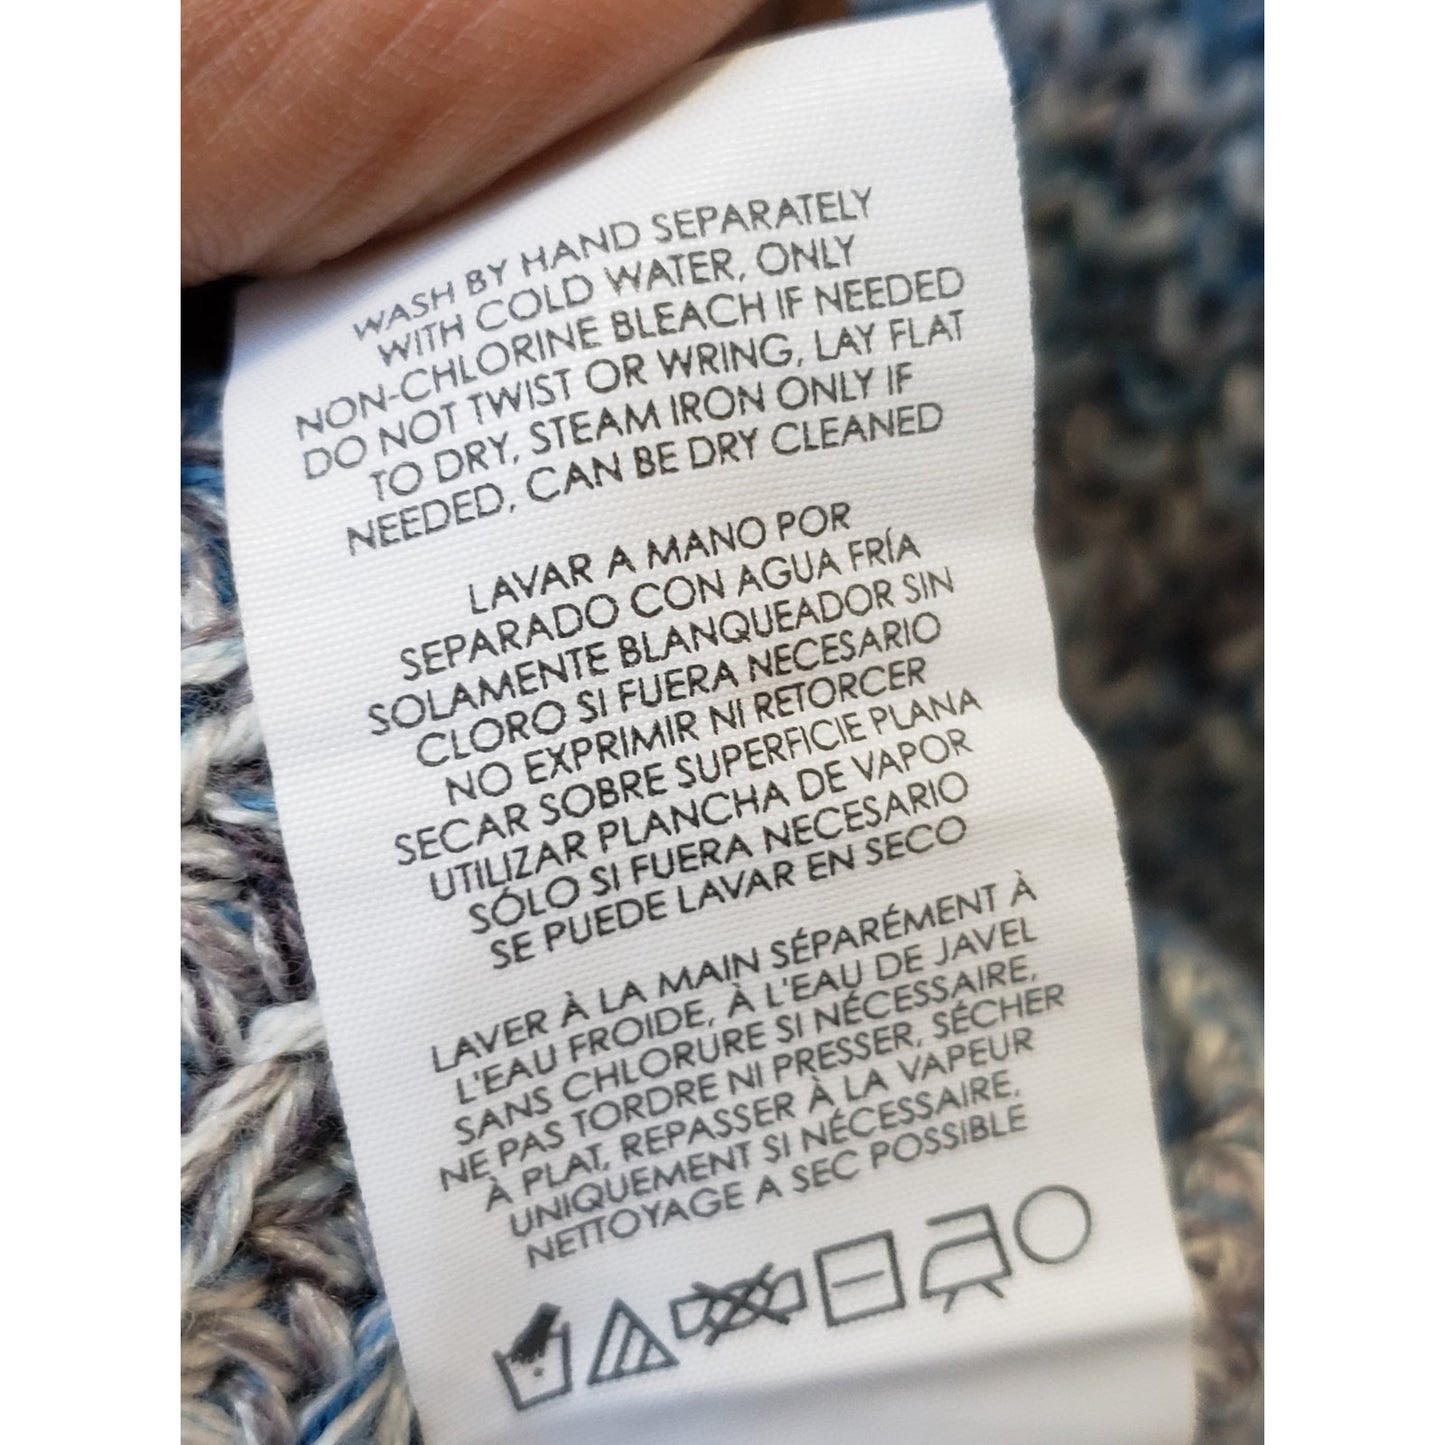 WASH BY HAND SEPARATELY
WITH COLD WATER, ONLY
NON-CHLORINE BLEACH IF NEEDED
DO NOT TWIST OR WRING, LAY FLAT
TO DRY, STEAM IRON ONLY IF
NEEDED, CAN BE DRY CLEANED
LAVAR A MANO POR
SEPARADO CON AGUA FRÍA
SOLAMENTE BLANQUEADOR SIN
CLORO SI FUERA NECESARIO
NO EXPRIMIR NI RETORCER
SECAR SOBRE SUPERFICIE PLANA
UTILIZAR PLANCHA DE VAPOR
SÓLO SI FUERA NECESARIO
SE PUEDE LAVAR EN SECO
LAVER À LA MAIN SÉPARÉMENT À
L'EAU FROIDE, À L'EAU DE JAVEL
SANS CHLORURE SI NÉCESSAIRE,
NE PAS TORDRE NI PRESSER, SÉCHER
À PLAT, REPASSER À LA VAPEUR
UNIQUEMENT SI NÉCESSAIRE,
NETTOYAGE A SEC POSSIBLE